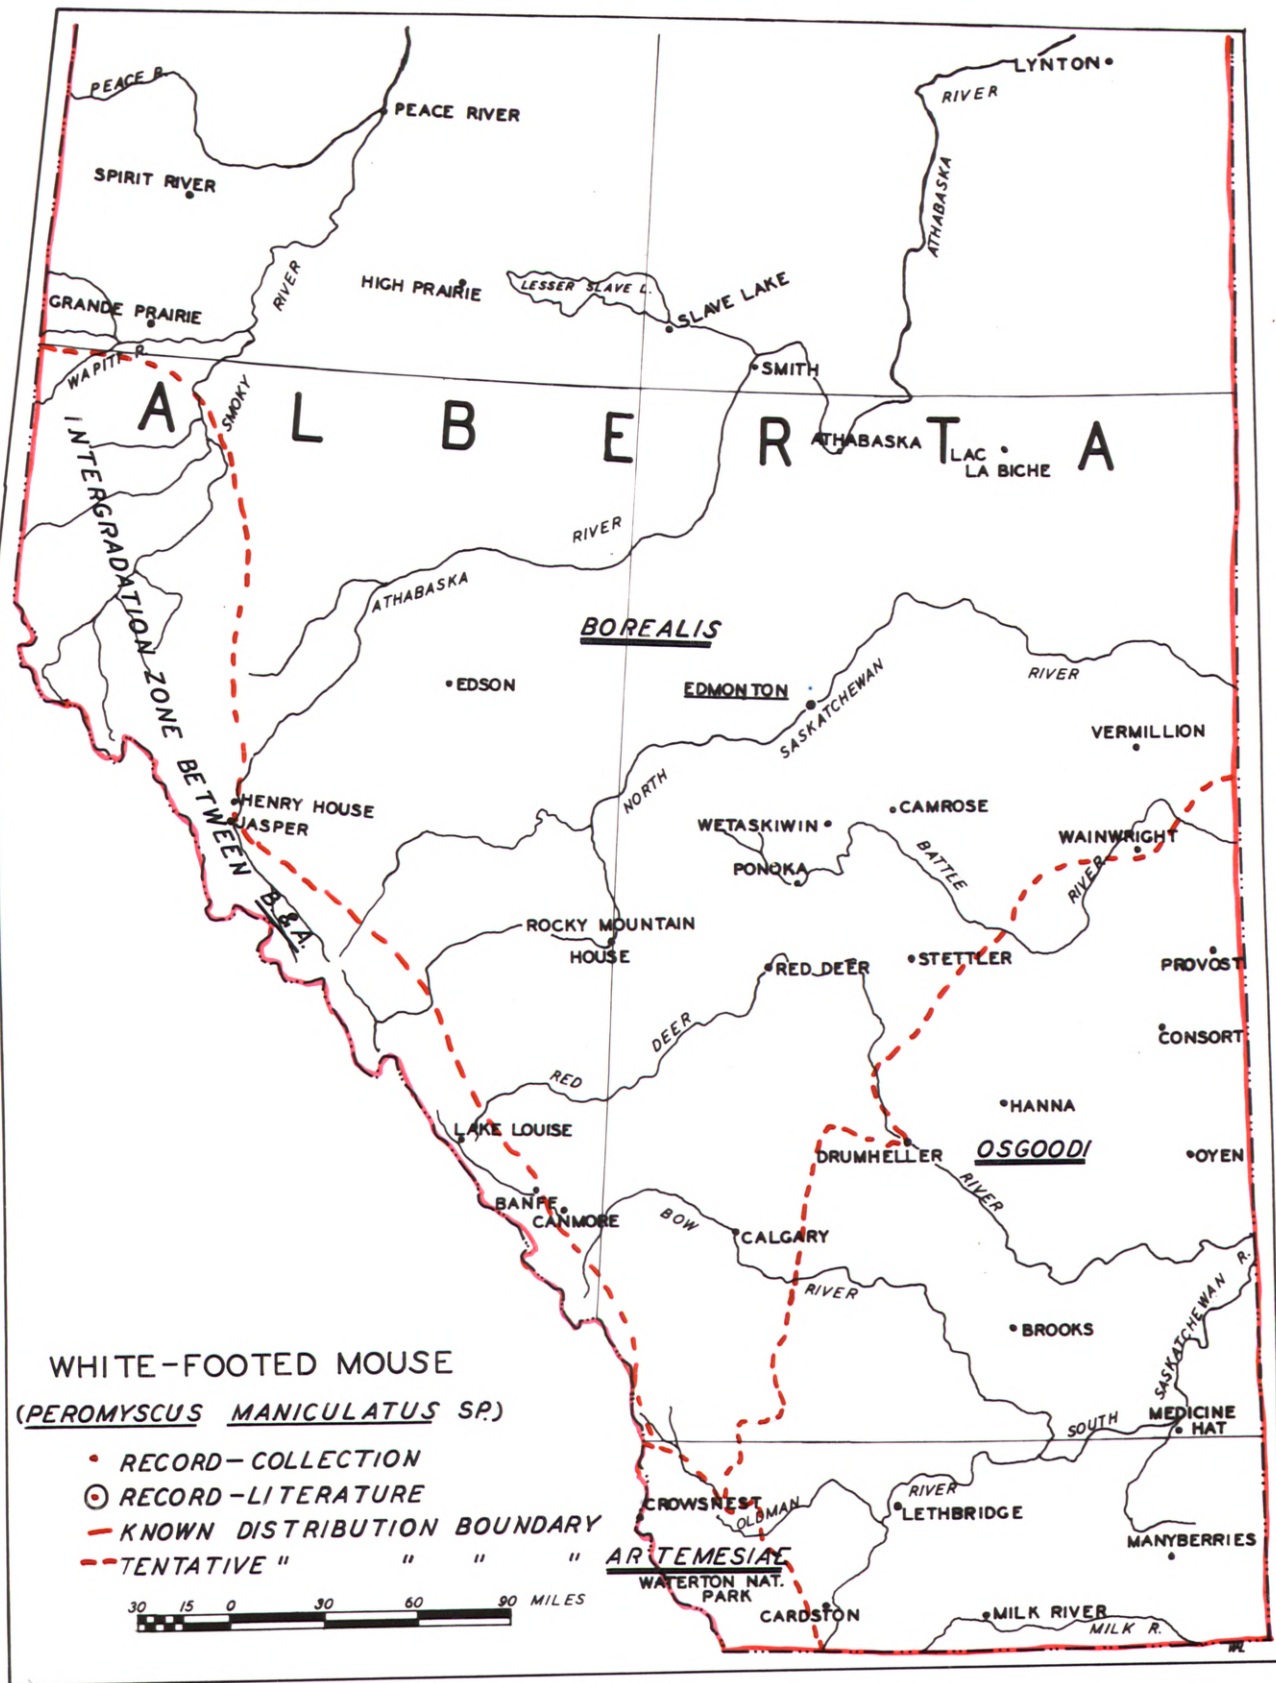 LYNTON
PEACE R.
RIVER
PEACE RIVER
SPIRIT RIVER
ATHABASKA
RIVER
HIGH PRAIRIE
LESSER SLAVE L.
SLAVE LAKE
GRANDE PRAIRIE
WAPITI R.
SMITH
SMOKY
ALBERTA
ATHABASKA
LAC
LA BICHE
INTERGRADATION ZONE BETWEEN B. & A.
RIVER
ATHABASKA
BOREALIS
EDSON
EDMONTON
SASKATCHEWAN
RIVER
VERMILLION
NORTH
HENRY HOUSE
JASPER
WETASKIWIN
CAMROSE
WAINWRIGHT
PONOKA
BATTLE
RIVER
ROCKY MOUNTAIN
HOUSE
RED DEER
STETTLER
PROVOST
DEER
CONSORT
RED
HANNA
LAKE LOUISE
DRUMHELLER
OSGOODI
OYEN
BANFF
CANMORE
BOW
CALGARY
RIVER
RIVER
BROOKS
SASKATCHEWAN R.
WHITE-FOOTED MOUSE
(PEROMYSCUS MANICULATUS SP.)
SOUTH
MEDICINE
HAT
RECORD-COLLECTION
RECORD-LITERATURE
CROWSNEST
OLDMAN
RIVER
LETHBRIDGE
KNOWN DISTRIBUTION BOUNDARY
TENTATIVE " " " "
ARTEMESIAE
MANYBERRIES
WATERTON NAT.
PARK
CARDSTON
MILK RIVER
MILK R.
30 15 0 30 60 90 MILES